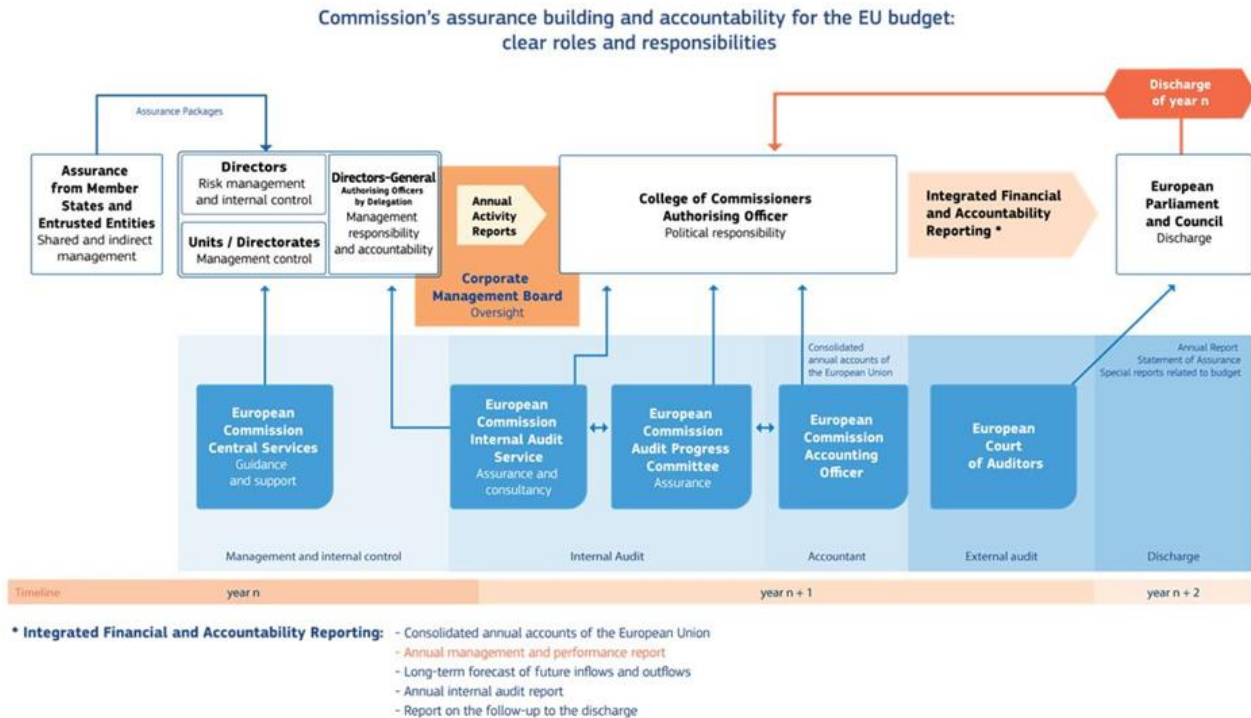 Commission's assurance building and accountability for the EU budget:
clear roles and responsibilities
Discharge
of year n
Assurance Packages
Assurance
from Member
States and
Entrusted Entities
Shared and indirect
management
Directors
Risk management
and internal control
Units / Directorates
Management control
Directors-General
Authorising Officers
by Delegation
Management
responsibility
and accountability
Annual
Activity
Reports
Corporate
Management Board
Oversight
College of Commissioners
Authorising Officer
Political responsibility
Integrated Financial
and Accountability
Reporting *
European
Parliament
and Council
Discharge
Consolidated
annual accounts of
the European Union
Annual Report
Statement of Assurance
Special reports related to budget
European
Commission
Central Services
Guidance
and support
European
Commission
Internal Audit
Service
Assurance and
consultancy
European
Commission
Audit Progress
Committee
Assurance
European
Commission
Accounting
Officer
European
Court
of Auditors
Management and internal control
Internal Audit
Accountant
External audit
Discharge
Timeline
year n
year n + 1
year n + 2
* Integrated Financial and Accountability Reporting:
- Consolidated annual accounts of the European Union
- Annual management and performance report
- Long-term forecast of future inflows and outflows
- Annual internal audit report
- Report on the follow-up to the discharge